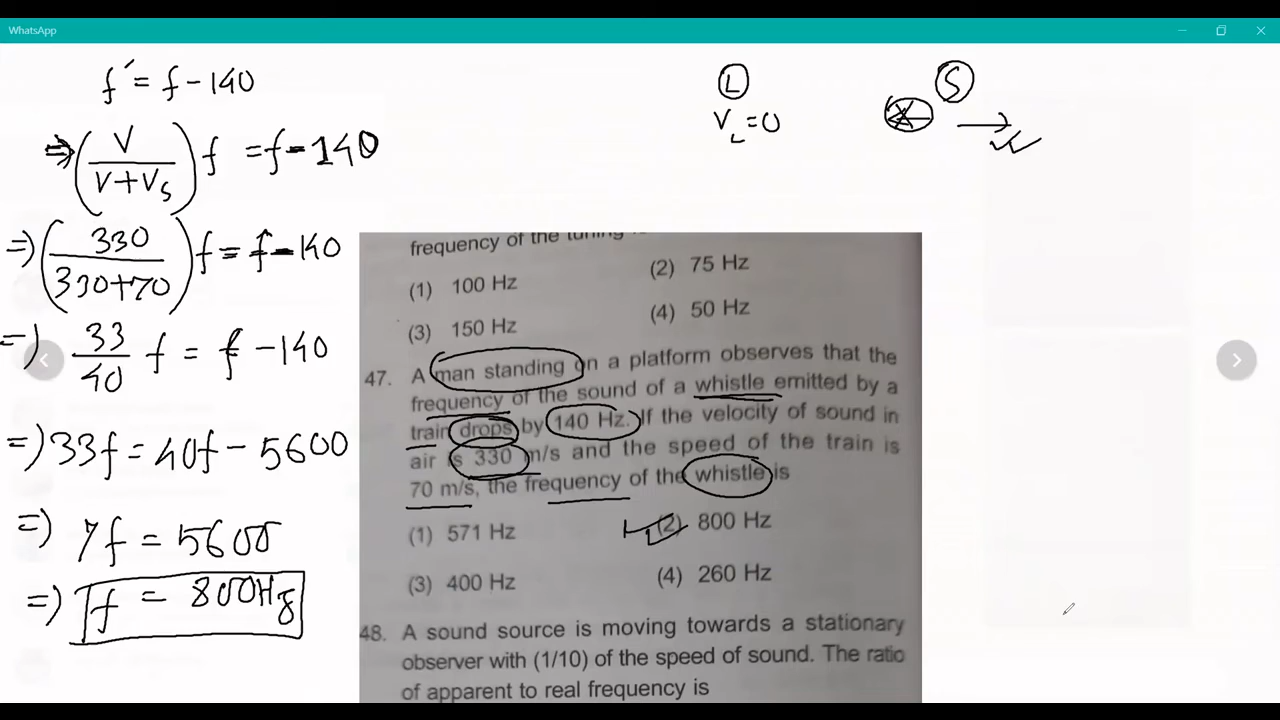 WhatsApp
f' = f - 140
⇒ (V / V+Vs) f = f - 140
⇒ (330 / 330+70) f = f - 140
⇒ 33/40 f = f - 140
⇒ 33f = 40f - 5600
⇒ 7f = 5600
⇒ f = 800Hz
L
V_L = 0
S
frequency of the tuning
(1) 100 Hz
(2) 75 Hz
(3) 150 Hz
(4) 50 Hz
47. A man standing on a platform observes that the
frequency of the sound of a whistle emitted by a
train drops by 140 Hz. If the velocity of sound in
air is 330 m/s and the speed of the train is
70 m/s, the frequency of the whistle is
(1) 571 Hz
(2) 800 Hz
(3) 400 Hz
(4) 260 Hz
48. A sound source is moving towards a stationary
observer with (1/10) of the speed of sound. The ratio
of apparent to real frequency is